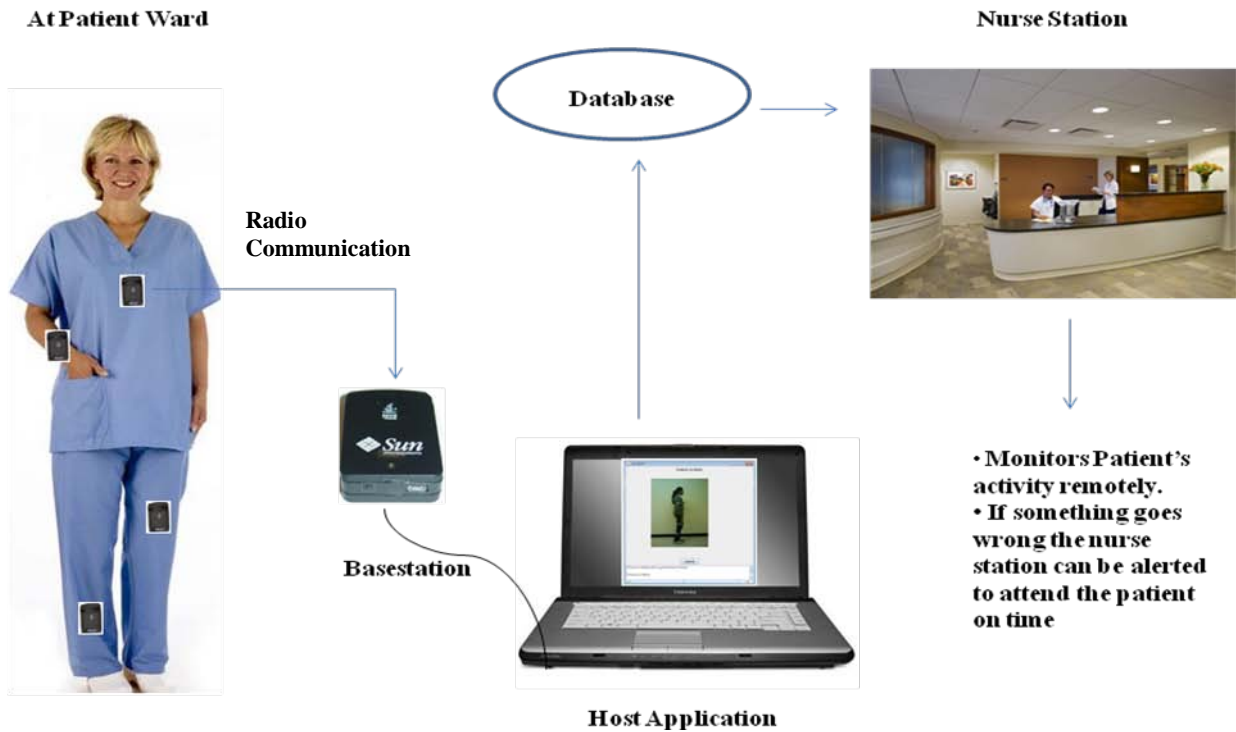 At Patient Ward
Nurse Station
Database
Radio
Communication
Sun
Basestation
TOSHIBA
Host Application
• Monitors Patient's
activity remotely.
• If something goes
wrong the nurse
station can be alerted
to attend the patient
on time